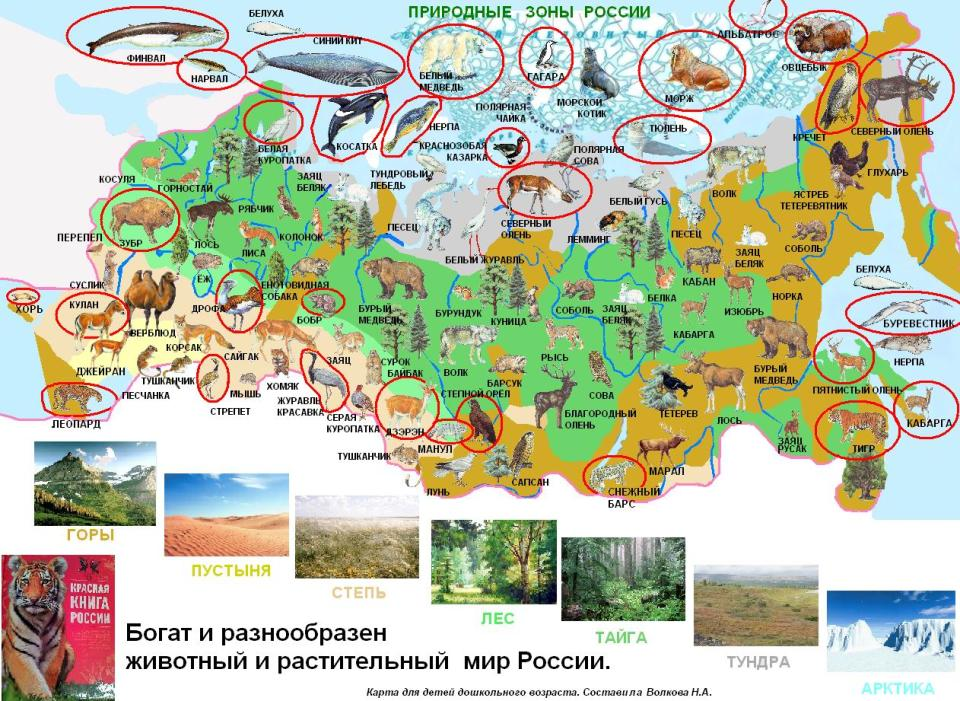 ПРИРОДНЫЕ ЗОНЫ РОССИИ
БЕЛУХА
ФИНВАЛ
НАРВАЛ
СИНИЙ КИТ
БЕЛЫЙ
МЕДВЕДЬ
ГАГАРА
МОРСКОЙ
КОТИК
МОРЖ
АЛЬБАТРОС
ОВЦЕБЫК
КРЕЧЕТ
СЕВЕРНЫЙ ОЛЕНЬ
ПОЛЯРНАЯ
ЧАЙКА
НЕРПА
КОСАТКА
БЕЛАЯ
КУРОПАТКА
КРАСНОЗОБАЯ
КАЗАРКА
ТЮЛЕНЬ
ПОЛЯРНАЯ
СОВА
ГЛУХАРЬ
КОСУЛЯ
ГОРНОСТАЙ
ЗАЯЦ
БЕЛЯК
ТУНДРОВЫЙ
ЛЕБЕДЬ
ВОЛК
ЯСТРЕБ
ТЕТЕРЕВЯТНИК
БЕЛЫЙ ГУСЬ
РЯБЧИК
ПЕСЕЦ
СЕВЕРНЫЙ
ОЛЕНЬ
ЛЕММИНГ
ПЕСЕЦ
ПЕРЕПЕЛ
ЗУБР
ЛОСЬ
ЛИСА
КОЛОНОК
БЕЛЫЙ ЖУРАВЛЬ
ЗАЯЦ
БЕЛЯК
СОБОЛЬ
БЕЛУХА
СУСЛИК
ЁЖ
ЕНОТОВИДНАЯ
СОБАКА
КАБАН
НОРКА
ХОРЬ
КУЛАН
ДРОФА
БОБР
БУРЫЙ
МЕДВЕДЬ
БУРУНДУК
КУНИЦА
СОБОЛЬ
ЗАЯЦ
БЕЛЯК
БЕЛКА
ИЗЮБРЬ
БУРЕВЕСТНИК
ВЕРБЛЮД
КОРСАК
САЙГАК
ЗАЯЦ
КАБАРГА
РЫСЬ
НЕРПА
ДЖЕЙРАН
ТУШКАНЧИК
ПЕСЧАНКА
МЫШЬ
ХОМЯК
СУРОК
БАЙБАК
ВОЛК
БАРСУК
СТЕПНОЙ ОРЁЛ
СОВА
БУРЫЙ
МЕДВЕДЬ
ПЯТНИСТЫЙ ОЛЕНЬ
ЛЕОПАРД
СТРЕПЕТ
ЖУРАВЛЬ
КРАСАВКА
СЕРАЯ
КУРОПАТКА
ДЗЭРЭН
БЛАГОРОДНЫЙ
ОЛЕНЬ
ТЕТЕРЕВ
ЛОСЬ
КАБАРГА
ЗАЯЦ
РУСАК
ТИГР
ТУШКАНЧИК
МАНУЛ
ЛУНЬ
САПСАН
МАРАЛ
СНЕЖНЫЙ
БАРС
ГОРЫ
ПУСТЫНЯ
СТЕПЬ
ЛЕС
ТАЙГА
ТУНДРА
АРКТИКА
КРАСНАЯ
КНИГА
РОССИИ
Богат и разнообразен
животный и растительный мир России.
Карта для детей дошкольного возраста. Составила Волкова Н.А.